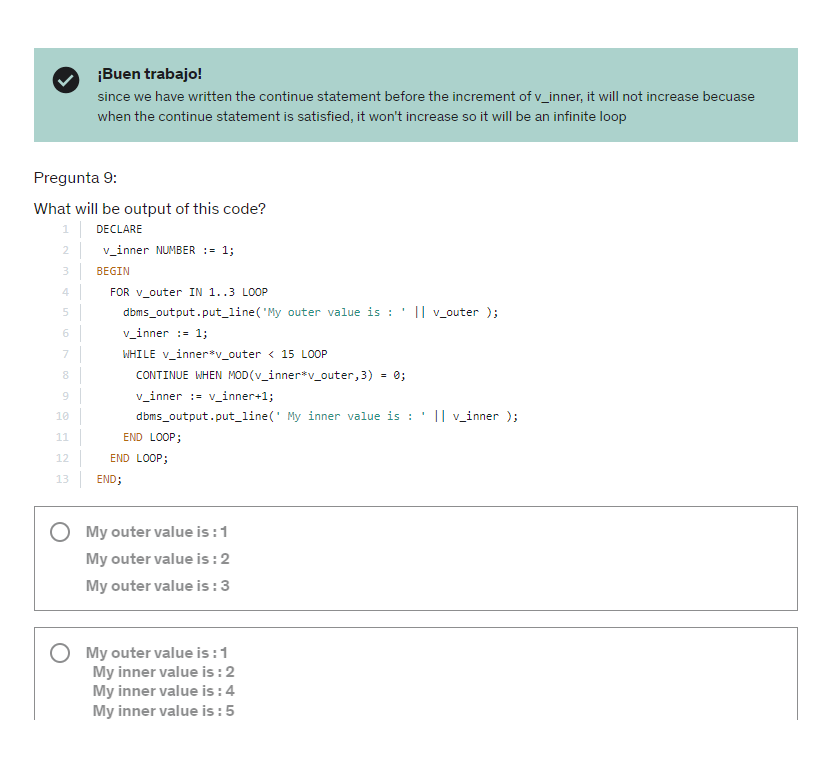 ¡Buen trabajo!
since we have written the continue statement before the increment of v_inner, it will not increase becuase
when the continue statement is satisfied, it won't increase so it will be an infinite loop
Pregunta 9:
What will be output of this code?
1 DECLARE
2 v_inner NUMBER := 1;
3 BEGIN
4 FOR v_outer IN 1..3 LOOP
5 dbms_output.put_line('My outer value is : ' || v_outer );
6 v_inner := 1;
7 WHILE v_inner*v_outer < 15 LOOP
8 CONTINUE WHEN MOD(v_inner*v_outer,3) = 0;
9 v_inner := v_inner+1;
10 dbms_output.put_line(' My inner value is : ' || v_inner );
11 END LOOP;
12 END LOOP;
13 END;
My outer value is : 1
My outer value is : 2
My outer value is : 3
My outer value is : 1
My inner value is : 2
My inner value is : 4
My inner value is : 5